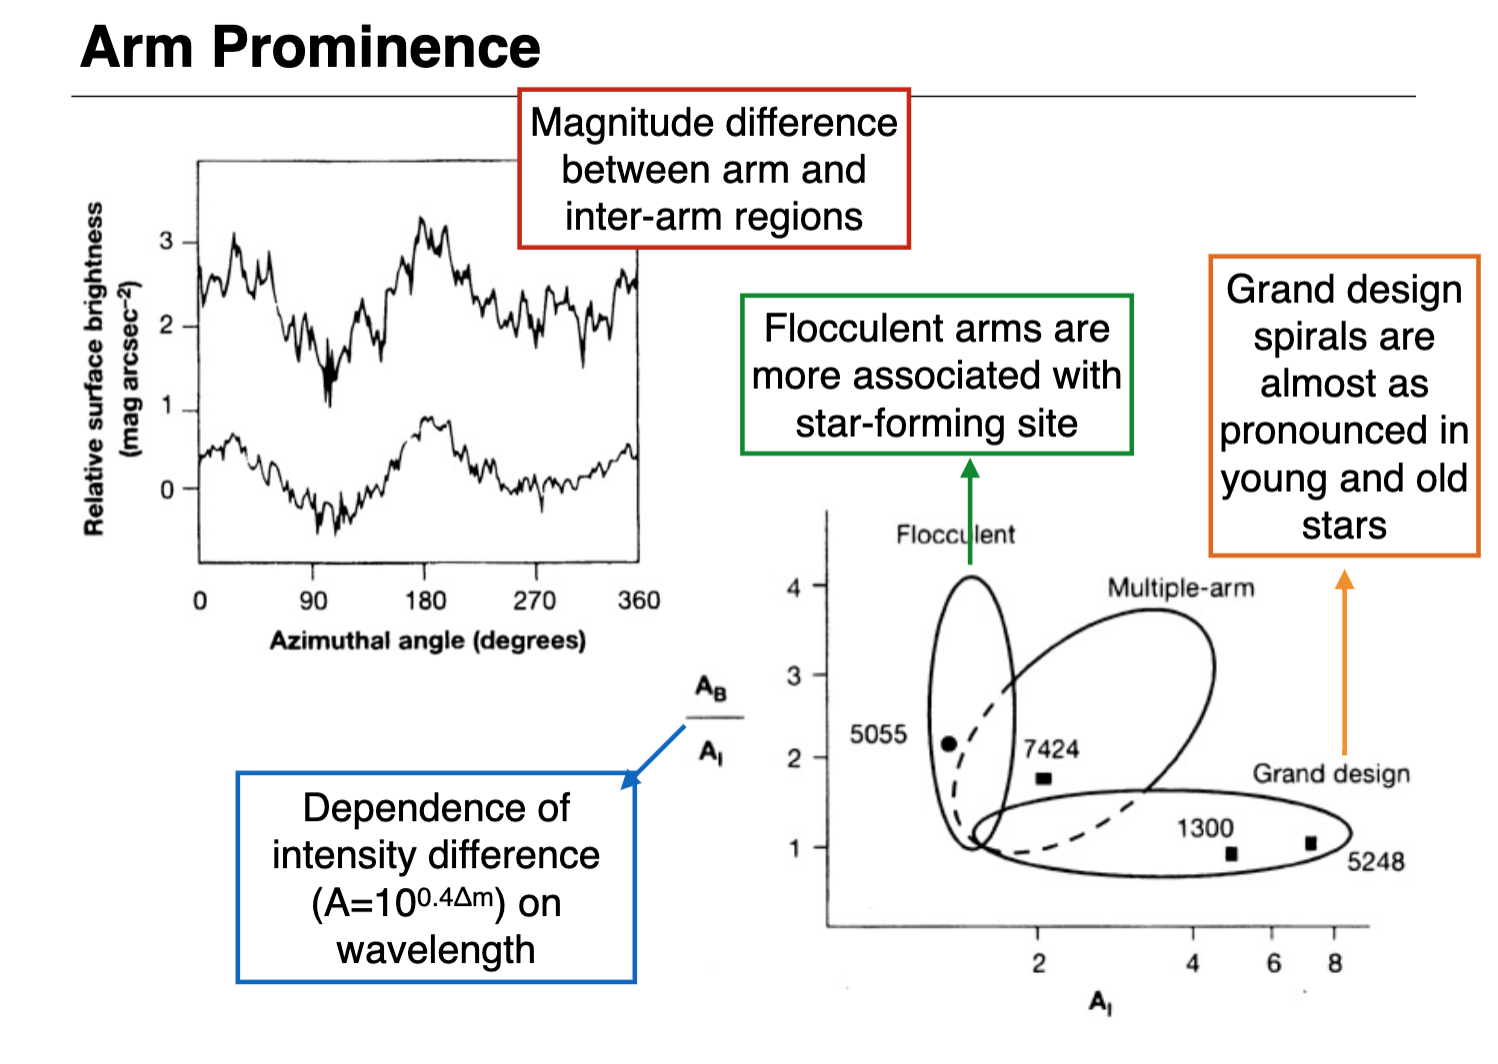 Arm Prominence
Magnitude difference
between arm and
inter-arm regions
Relative surface brightness
(mag arcsec⁻²)
3
2
1
0
0 90 180 270 360
Azimuthal angle (degrees)
Flocculent arms are
more associated with
star-forming site
Grand design
spirals are
almost as
pronounced in
young and old
stars
Flocculent
Multiple-arm
Grand design
4
3
2
1
5055
7424
1300
5248
A_B
A_I
2 4 6 8
A_I
Dependence of
intensity difference
(A=10^0.4Δm) on
wavelength